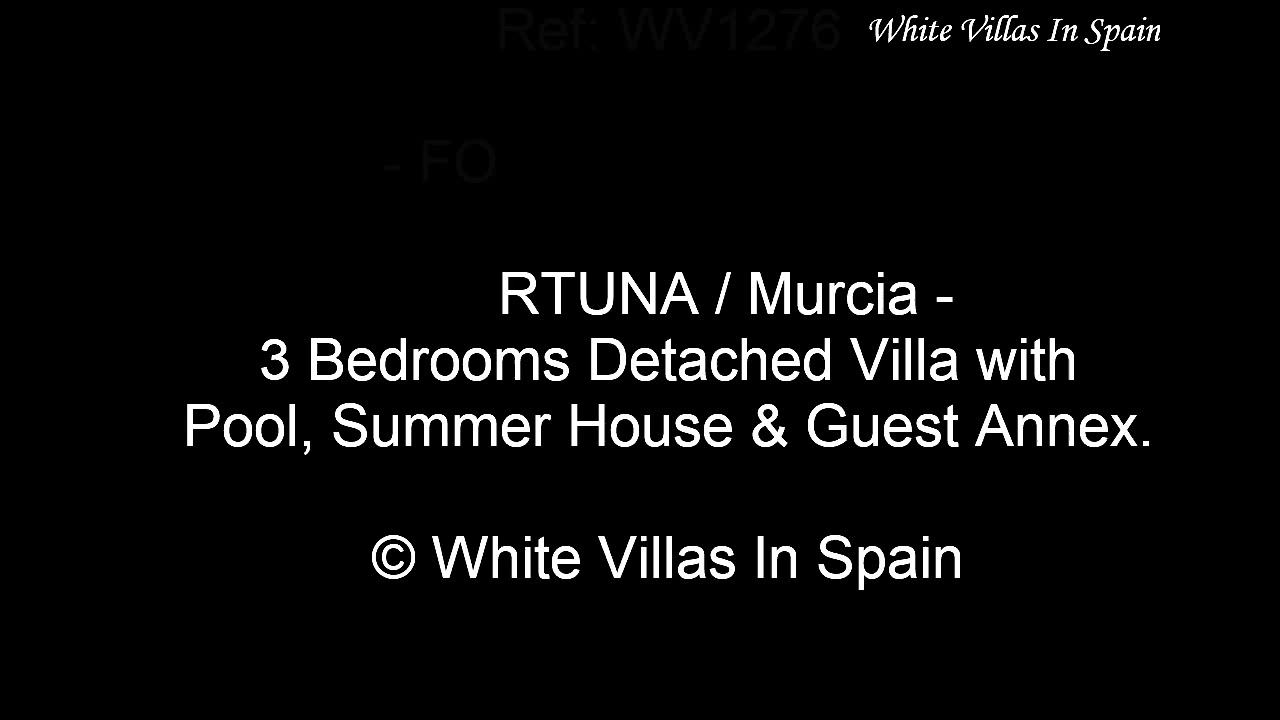 Ref: WV1276
White Villas In Spain
- FO
RTUNA / Murcia -
3 Bedrooms Detached Villa with
Pool, Summer House & Guest Annex.
© White Villas In Spain